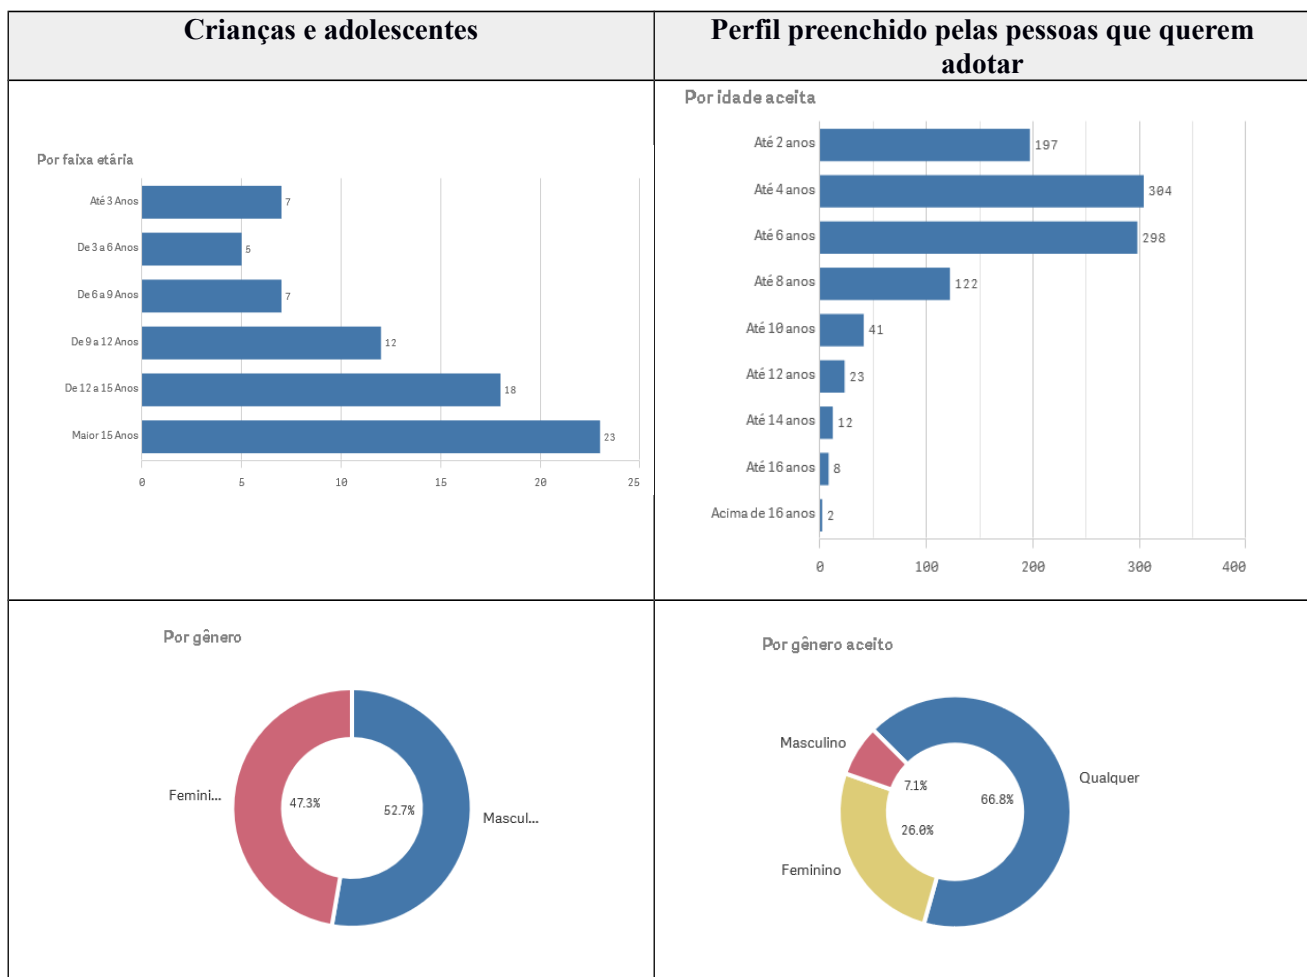 Crianças e adolescentes
Perfil preenchido pelas pessoas que querem
adotar
Por faixa etária
Até 3 Anos
7
De 3 a 6 Anos
5
De 6 a 9 Anos
7
De 9 a 12 Anos
12
De 12 a 15 Anos
18
Maior 15 Anos
23
0 5 10 15 20 25
Por idade aceita
Até 2 anos
197
Até 4 anos
304
Até 6 anos
298
Até 8 anos
122
Até 10 anos
41
Até 12 anos
23
Até 14 anos
12
Até 16 anos
8
Acima de 16 anos
2
0 100 200 300 400
Por gênero
Femini...
47.3%
52.7%
Mascul...
Por gênero aceito
Masculino
7.1%
Qualquer
66.8%
26.0%
Feminino